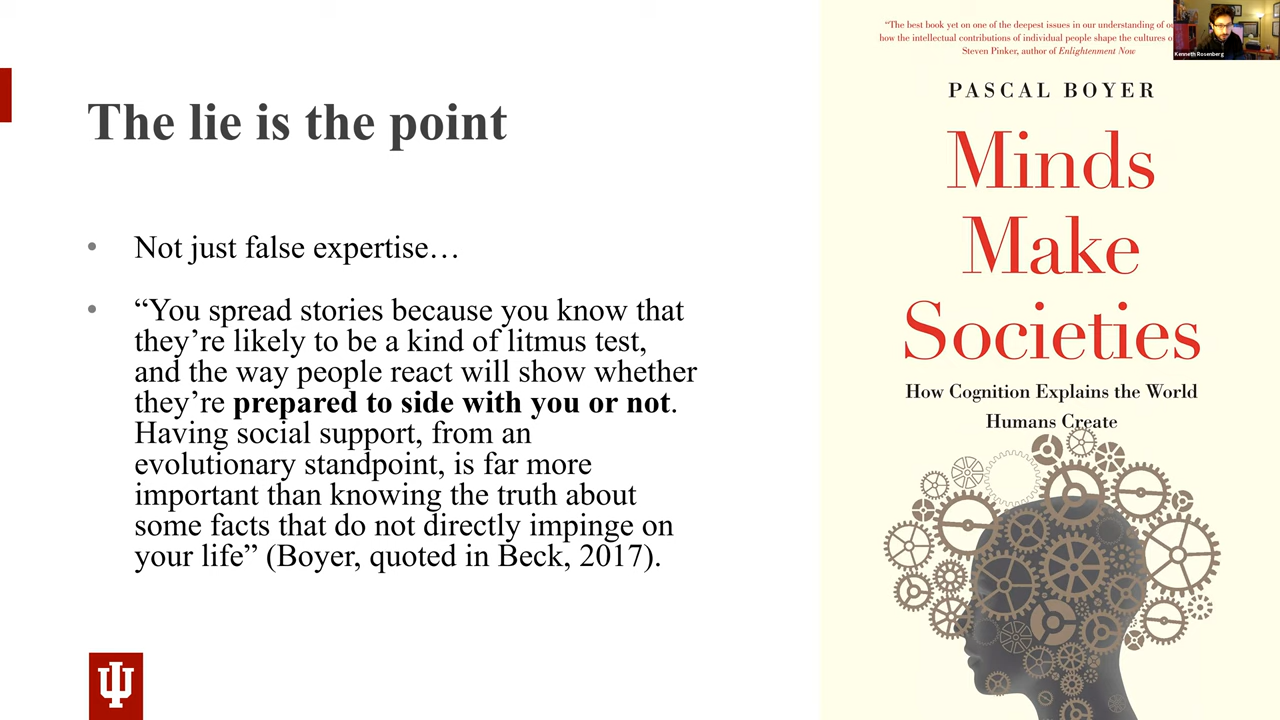 The lie is the point
• Not just false expertise…
• “You spread stories because you know that
they’re likely to be a kind of litmus test,
and the way people react will show whether
they’re prepared to side with you or not.
Having social support, from an
evolutionary standpoint, is far more
important than knowing the truth about
some facts that do not directly impinge on
your life” (Boyer, quoted in Beck, 2017).
“The best book yet on one of the deepest issues in our understanding of
how the intellectual contributions of individual people shape the cultures
Steven Pinker, author of Enlightenment Now
PASCAL BOYER
Minds
Make
Societies
How Cognition Explains the World
Humans Create
Kenneth Rosenberg